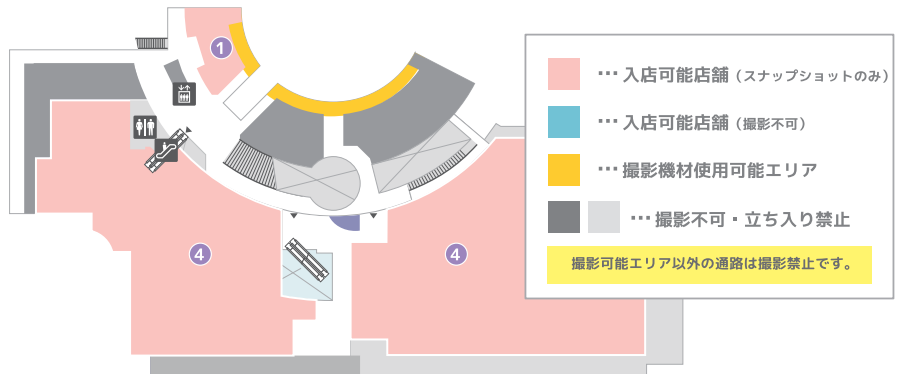 1
4
4
…入店可能店舗（スナップショットのみ）
…入店可能店舗（撮影不可）
…撮影機材使用可能エリア
…撮影不可・立ち入り禁止
撮影可能エリア以外の通路は撮影禁止です。